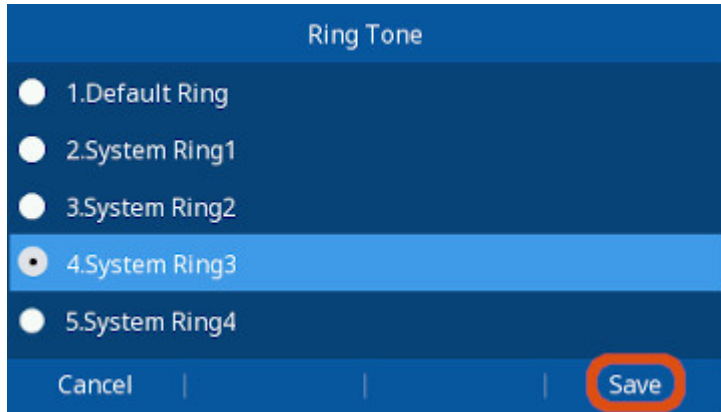 Ring Tone
1.Default Ring
2.System Ring1
3.System Ring2
4.System Ring3
5.System Ring4
Cancel Save